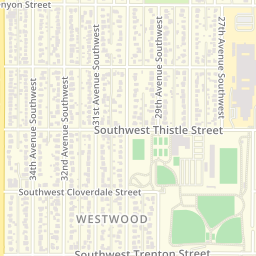 nyon Street
31st Avenue Southwest
29th Avenue Southwest
27th Avenue Southwest
34th Avenue Southwest
32nd Avenue Southwest
Southwest Thistle Street
Southwest Cloverdale Street
WESTWOOD
Southwest Trenton Street